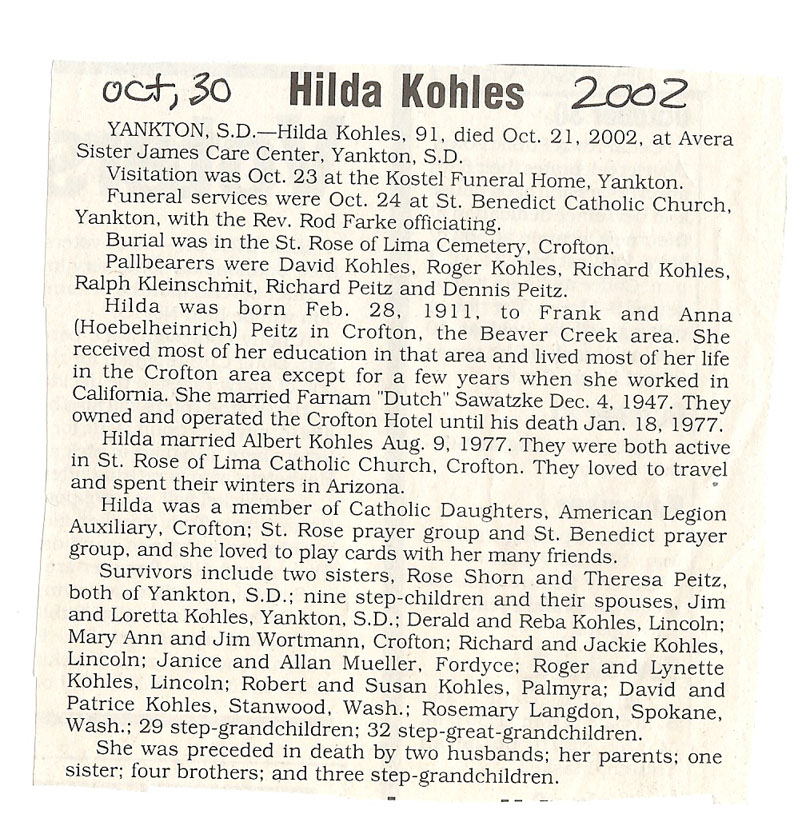 oct, 30 Hilda Kohles 2002
YANKTON, S.D.—Hilda Kohles, 91, died Oct. 21, 2002, at Avera
Sister James Care Center, Yankton, S.D.
Visitation was Oct. 23 at the Kostel Funeral Home, Yankton.
Funeral services were Oct. 24 at St. Benedict Catholic Church,
Yankton, with the Rev. Rod Farke officiating.
Burial was in the St. Rose of Lima Cemetery, Crofton.
Pallbearers were David Kohles, Roger Kohles, Richard Kohles,
Ralph Kleinschmit, Richard Peitz and Dennis Peitz.
Hilda was born Feb. 28, 1911, to Frank and Anna
(Hoebelheinrich) Peitz in Crofton, the Beaver Creek area. She
received most of her education in that area and lived most of her life
in the Crofton area except for a few years when she worked in
California. She married Farnam "Dutch" Sawatzke Dec. 4, 1947. They
owned and operated the Crofton Hotel until his death Jan. 18, 1977.
Hilda married Albert Kohles Aug. 9, 1977. They were both active
in St. Rose of Lima Catholic Church, Crofton. They loved to travel
and spent their winters in Arizona.
Hilda was a member of Catholic Daughters, American Legion
Auxiliary, Crofton; St. Rose prayer group and St. Benedict prayer
group, and she loved to play cards with her many friends.
Survivors include two sisters, Rose Shorn and Theresa Peitz,
both of Yankton, S.D.; nine step-children and their spouses, Jim
and Loretta Kohles, Yankton, S.D.; Derald and Reba Kohles, Lincoln;
Mary Ann and Jim Wortmann, Crofton; Richard and Jackie Kohles,
Lincoln; Janice and Allan Mueller, Fordyce; Roger and Lynette
Kohles, Lincoln; Robert and Susan Kohles, Palmyra; David and
Patrice Kohles, Stanwood, Wash.; Rosemary Langdon, Spokane,
Wash.; 29 step-grandchildren; 32 step-great-grandchildren.
She was preceded in death by two husbands; her parents; one
sister; four brothers; and three step-grandchildren.